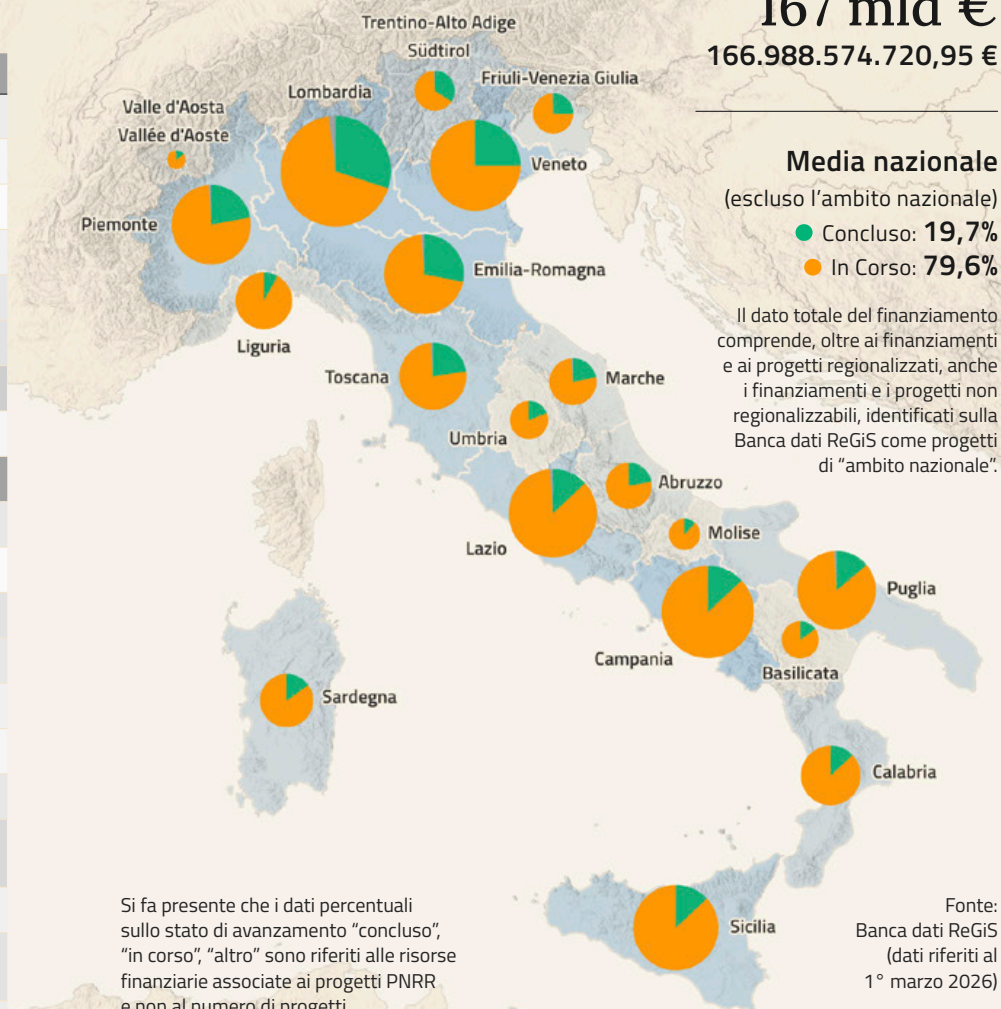 167 mld €
166.988.574.720,95 €
Media nazionale
(escluso l’ambito nazionale)
Concluso: 19,7%
In Corso: 79,6%
Il dato totale del finanziamento
comprende, oltre ai finanziamenti
e ai progetti regionalizzati, anche
i finanziamenti e i progetti non
regionalizzabili, identificati sulla
Banca dati ReGiS come progetti
di “ambito nazionale”.
Trentino-Alto Adige
Südtirol
Friuli-Venezia Giulia
Lombardia
Valle d'Aosta
Vallée d'Aoste
Veneto
Piemonte
Emilia-Romagna
Liguria
Toscana
Marche
Umbria
Abruzzo
Lazio
Molise
Puglia
Campania
Basilicata
Sardegna
Calabria
Sicilia
Si fa presente che i dati percentuali
sullo stato di avanzamento “concluso”,
“in corso”, “altro” sono riferiti alle risorse
finanziarie associate ai progetti PNRR
e non al numero di progetti
Fonte:
Banca dati ReGiS
(dati riferiti al
1° marzo 2026)